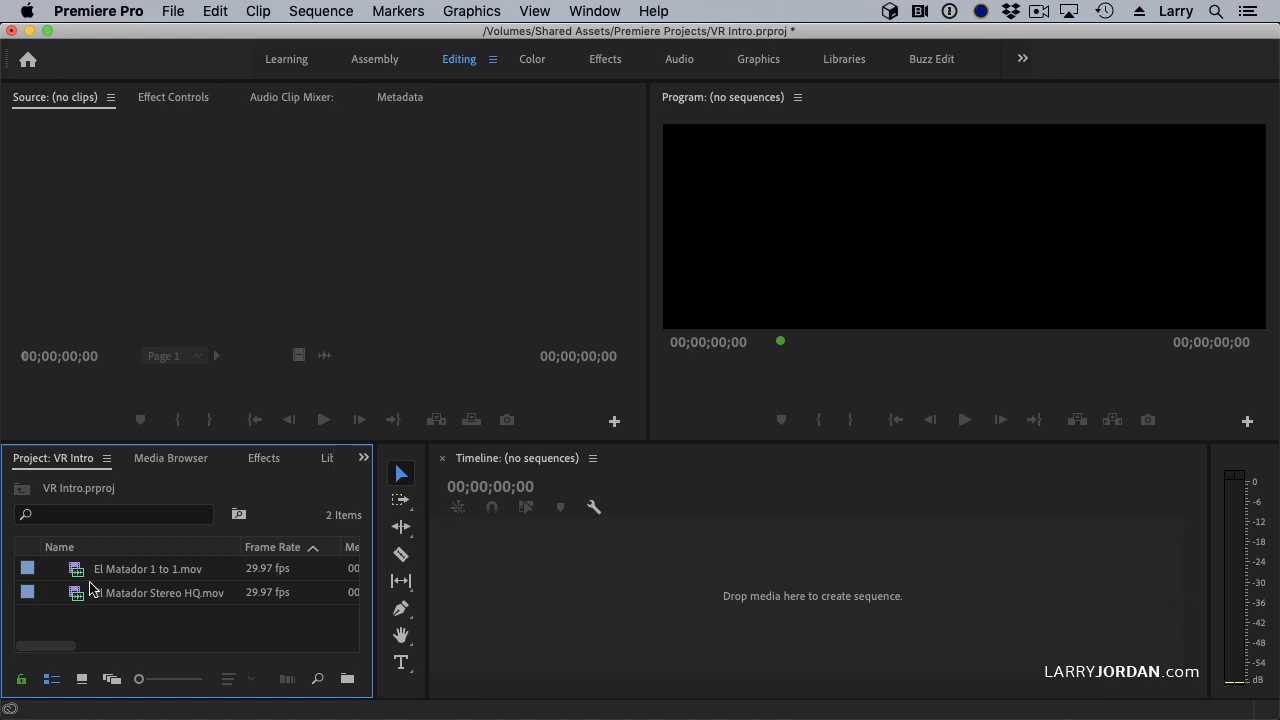 Premiere Pro File Edit Clip Sequence Markers Graphics View Window Help Larry
/Volumes/Shared Assets/Premiere Projects/VR Intro.prproj *
Learning Assembly Editing Color Effects Audio Graphics Libraries Buzz Edit
Source: (no clips) Effect Controls Audio Clip Mixer: Metadata
Program: (no sequences)
00;00;00;00 Page 1 00;00;00;00
00;00;00;00 00;00;00;00
Project: VR Intro Media Browser Effects Lit
Timeline: (no sequences)
VR Intro.prproj
00;00;00;00
2 Items
Name Frame Rate Me
El Matador 1 to 1.mov 29.97 fps 00
El Matador Stereo HQ.mov 29.97 fps 00
Drop media here to create sequence.
0
-6
-12
-18
-24
-30
-36
-42
-48
-54
dB
LARRYJORDAN.com